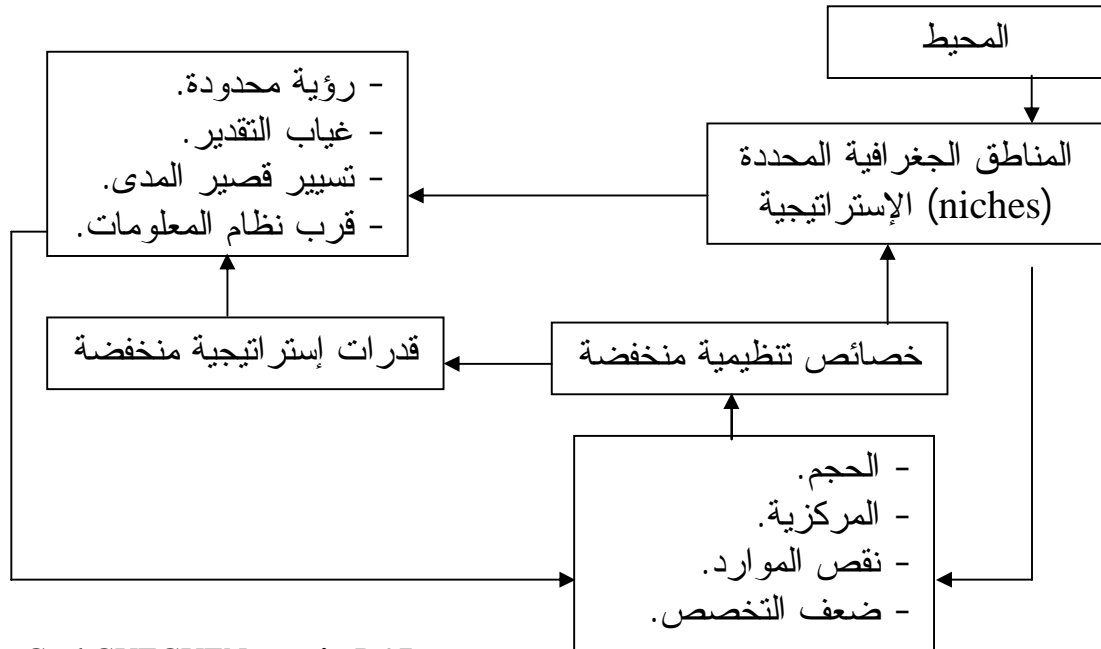 المحيط
المناطق الجغرافية المحددة
(niches) الإستراتيجية
- رؤية محدودة.
- غياب التقدير.
- تسيير قصير المدى.
- قرب نظام المعلومات.
خصائص تنظيمية منخفضة
قدرات إستراتيجية منخفضة
- الحجم.
- المركزية.
- نقص الموارد.
- ضعف التخصص.